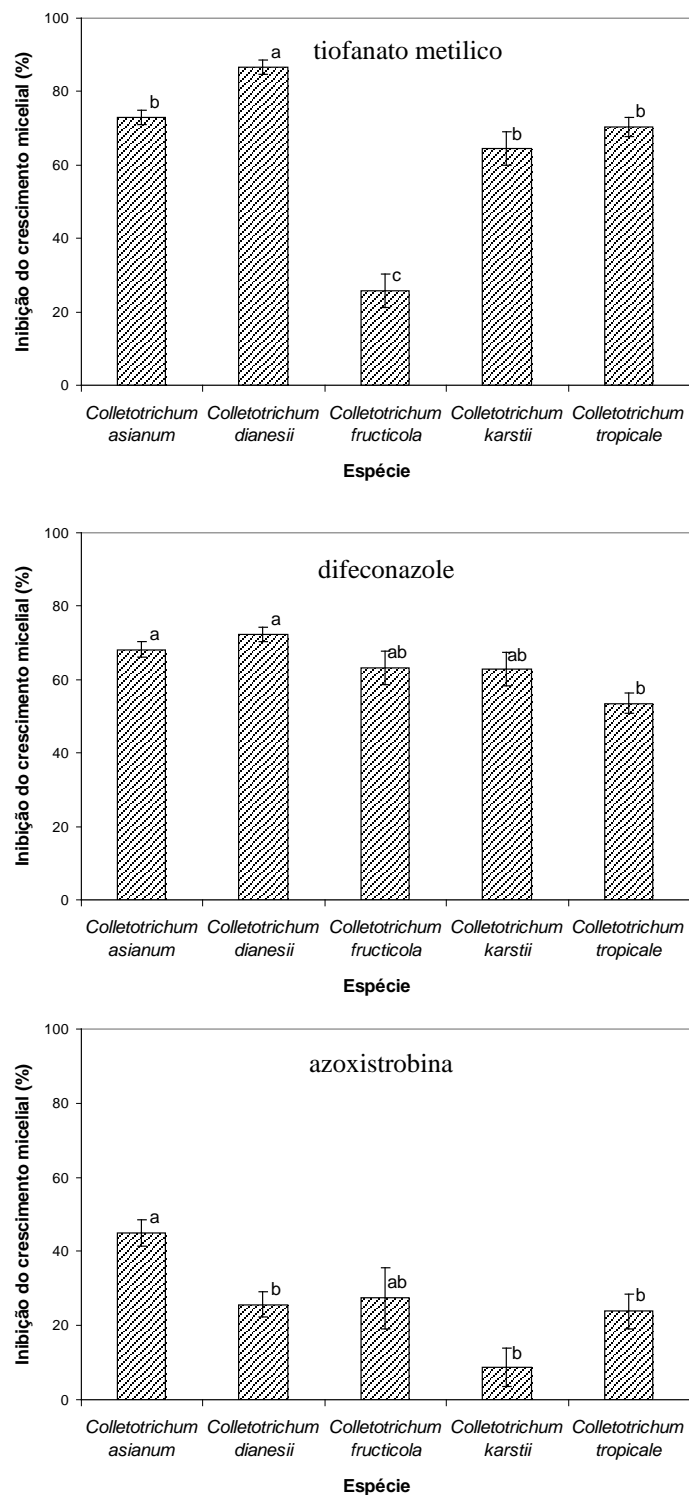 tiofanato metilico
Inibição do crescimento micelial (%)
100
80
60
40
20
0
b
a
c
b
b
Colletotrichum asianum
Colletotrichum dianesii
Colletotrichum fructicola
Colletotrichum karstii
Colletotrichum tropicale
Espécie
difeconazole
Inibição do crescimento micelial (%)
100
80
60
40
20
0
a
a
ab
ab
b
Colletotrichum asianum
Colletotrichum dianesii
Colletotrichum fructicola
Colletotrichum karstii
Colletotrichum tropicale
Espécie
azoxistrobina
Inibição do crescimento micelial (%)
100
80
60
40
20
0
a
b
ab
b
b
Colletotrichum asianum
Colletotrichum dianesii
Colletotrichum fructicola
Colletotrichum karstii
Colletotrichum tropicale
Espécie